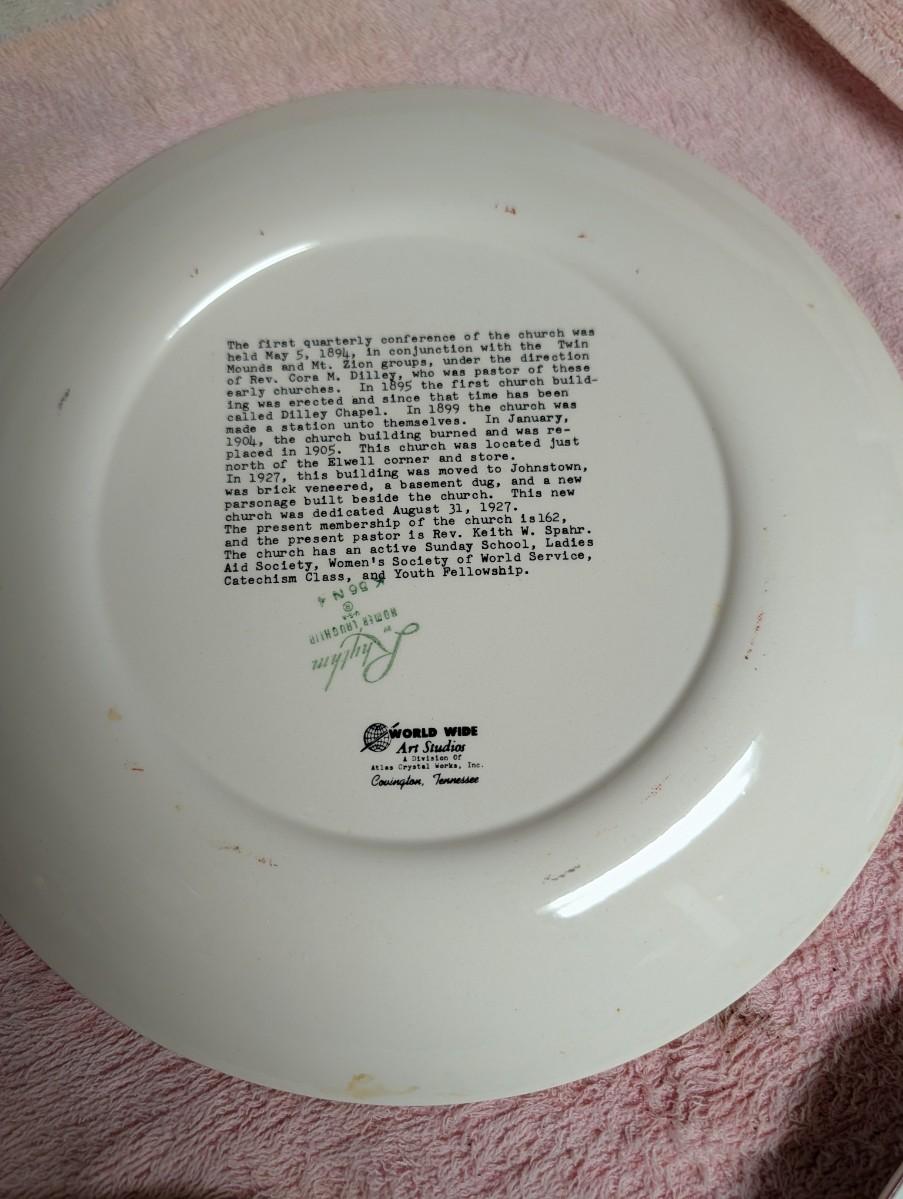 The first quarterly conference of the church was
held May 5, 1894, in conjunction with the Twin
Mounds and Mt. Zion groups, under the direction
of Rev. Cora M. Dilley, who was pastor of these
early churches. In 1895 the first church build-
ing was erected and since that time has been
called Dilley Chapel. In 1899 the church was
made a station unto themselves. In January,
1904, the church building burned and was re-
placed in 1905. This church was located just
north of the Elwell corner and store.
In 1927, this building was moved to Johnstown,
was brick veneered, a basement dug, and a new
parsonage built beside the church. This new
church was dedicated August 31, 1927.
The present membership of the church is 162,
and the present pastor is Rev. Keith W. Spahr.
The church has an active Sunday School, Ladies
Aid Society, Women's Society of World Service,
Catechism Class, and Youth Fellowship.
Rhythm
BY
HOMER LAUGHLIN
USA
®
K 56 N 4
WORLD WIDE
Art Studios
A Division Of
Atlas Crystal Works, Inc.
Covington, Tennessee